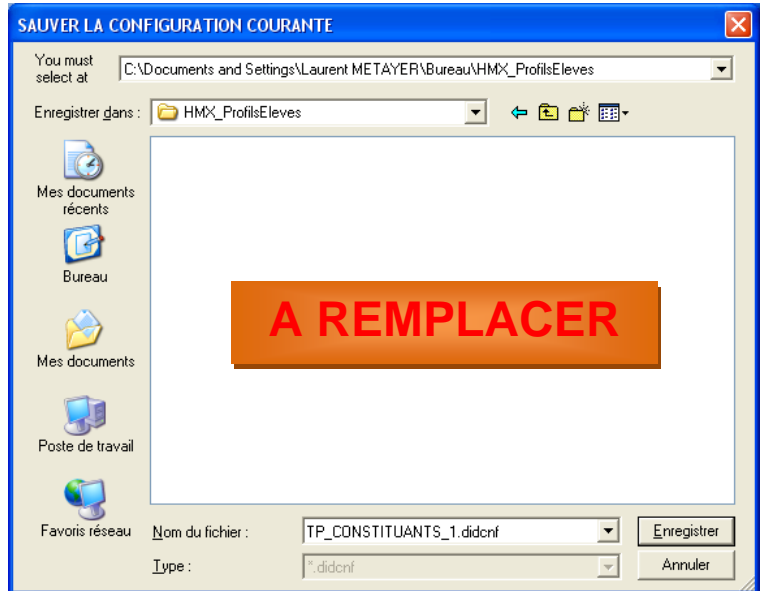 SAUVER LA CONFIGURATION COURANTE
You must
select at
C:\Documents and Settings\Laurent METAYER\Bureau\HMX_ProfilsEleves
Enregistrer dans :
HMX_ProfilsEleves
Mes documents
récents
Bureau
A REMPLACER
Mes documents
Poste de travail
Favoris réseau
Nom du fichier :
TP_CONSTITUANTS_1.didcnf
Enregistrer
Type :
*.didcnf
Annuler